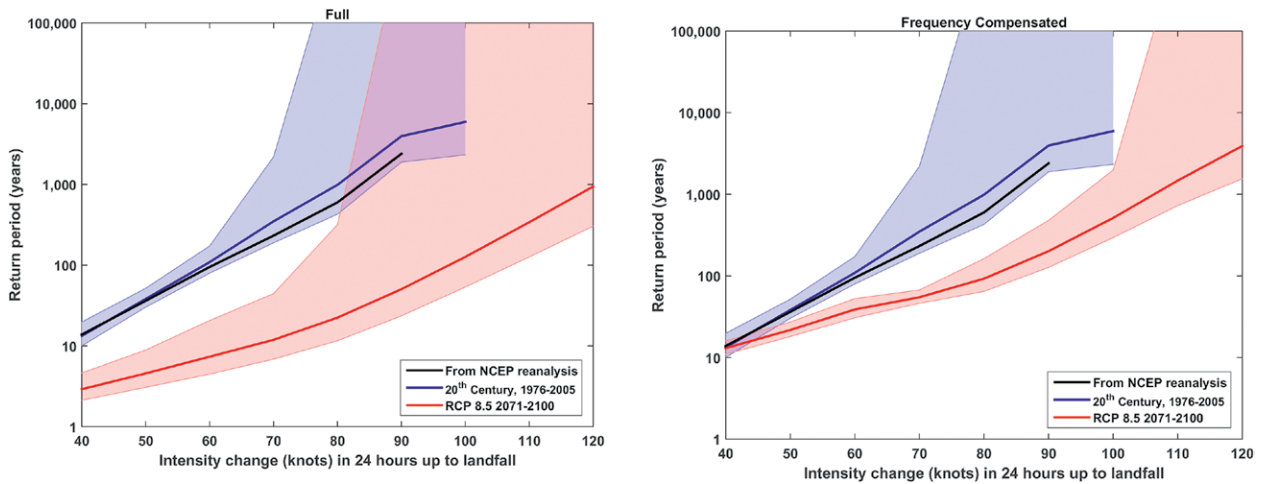 Full
100,000
10,000
1,000
100
10
1
Return period (years)
40 50 60 70 80 90 100 110 120
Intensity change (knots) in 24 hours up to landfall
From NCEP reanalysis
20th Century, 1976-2005
RCP 8.5 2071-2100
Frequency Compensated
100,000
10,000
1,000
100
10
1
Return period (years)
40 50 60 70 80 90 100 110 120
Intensity change (knots) in 24 hours up to landfall
From NCEP reanalysis
20th Century, 1976-2005
RCP 8.5 2071-2100